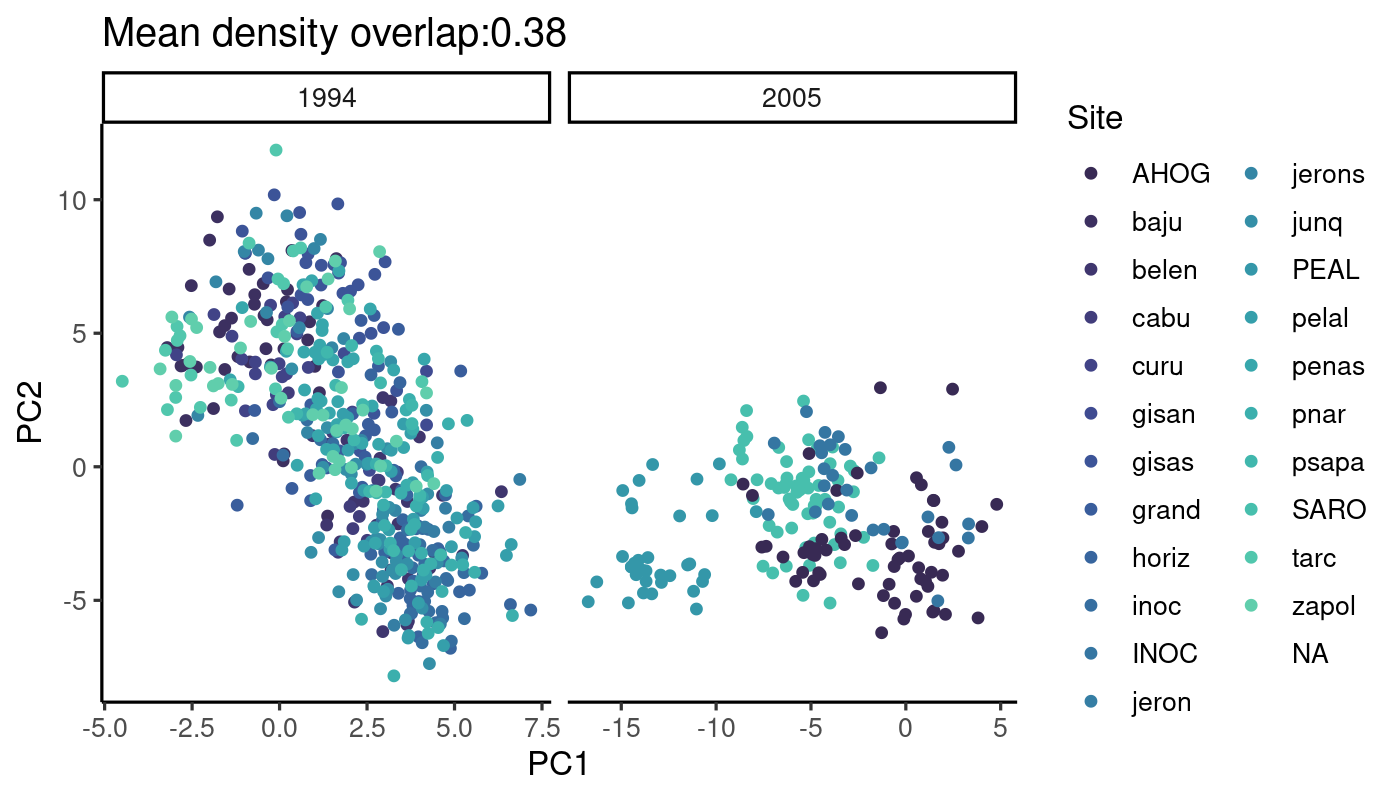 Mean density overlap:0.38
1994
2005
PC2
10
5
0
-5
-5.0 -2.5 0.0 2.5 5.0 7.5
-15 -10 -5 0 5
PC1
Site
AHOG
baju
belen
cabu
curu
gisan
gisas
grand
horiz
inoc
INOC
jeron
jerons
junq
PEAL
pelal
penas
pnar
psapa
SARO
tarc
zapol
NA